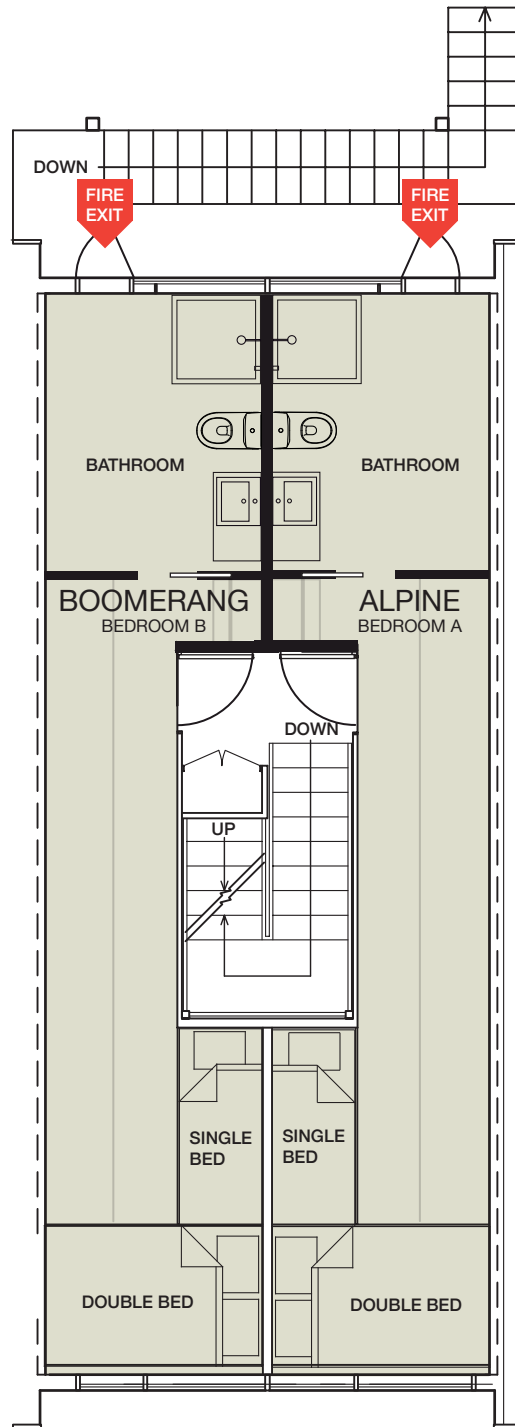 DOWN
FIRE
EXIT
FIRE
EXIT
BATHROOM
BATHROOM
BOOMERANG
BEDROOM B
ALPINE
BEDROOM A
DOWN
UP
SINGLE
BED
SINGLE
BED
DOUBLE BED
DOUBLE BED